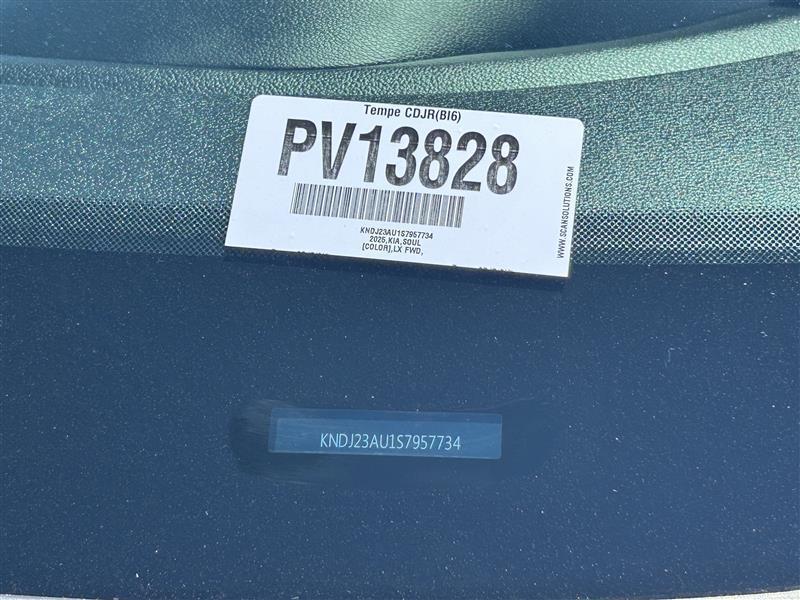 Tempe CDJR(BI6)
PV13828
KNDJ23AU1S7957734
2025,KIA,SOUL
[COLOR],LX FWD,
WWW.SCANSOLUTIONS.COM
KNDJ23AU1S7957734